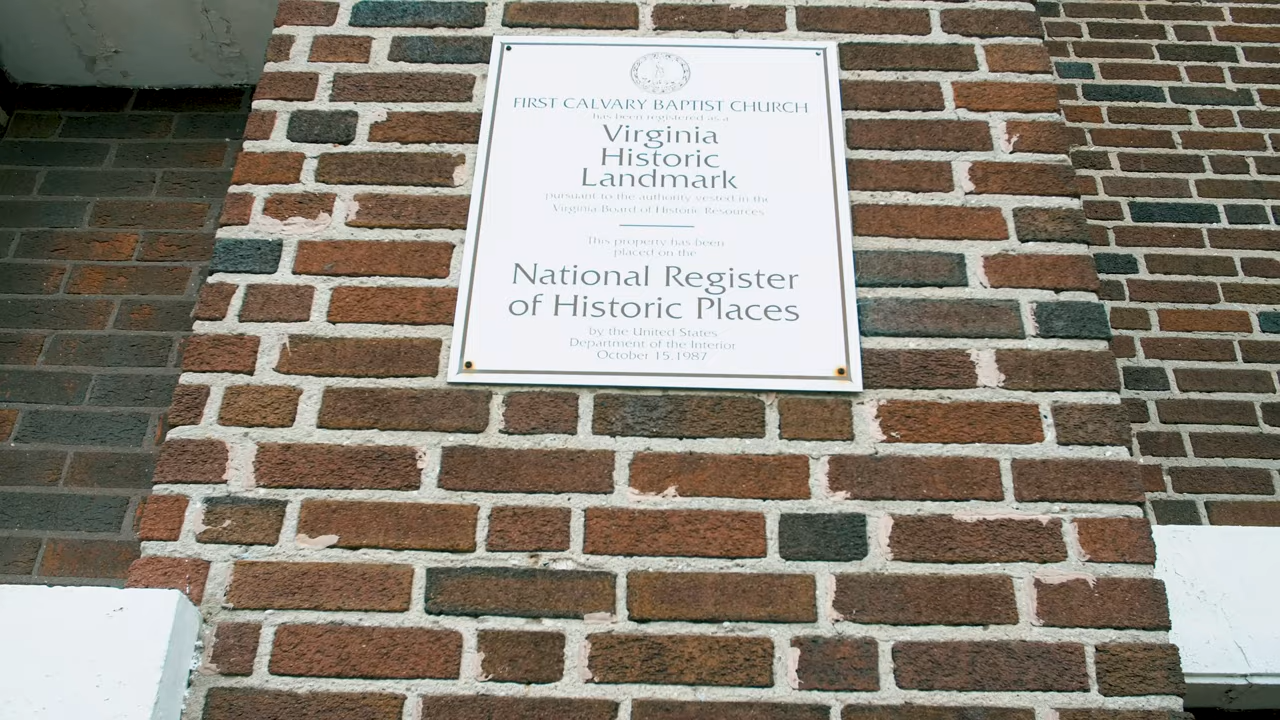 FIRST CALVARY BAPTIST CHURCH
has been registered as a
Virginia
Historic
Landmark
pursuant to the authority vested in the
Virginia Board of Historic Resources
This property has been
placed on the
National Register
of Historic Places
by the United States
Department of the Interior
October 15,1987